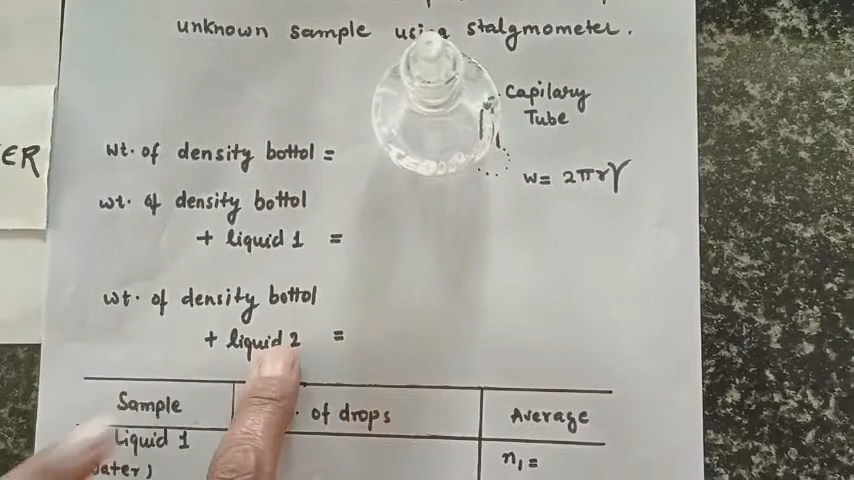 unknown sample using stalgmometer.
Capilary
Tube
ER
wt. of density bottol =
w = 2πrγ
wt. of density bottol
+ liquid 1 =
wt. of density bottol
+ liquid 2 =
Sample
. of drops
Average
Liquid 1
n₁ =